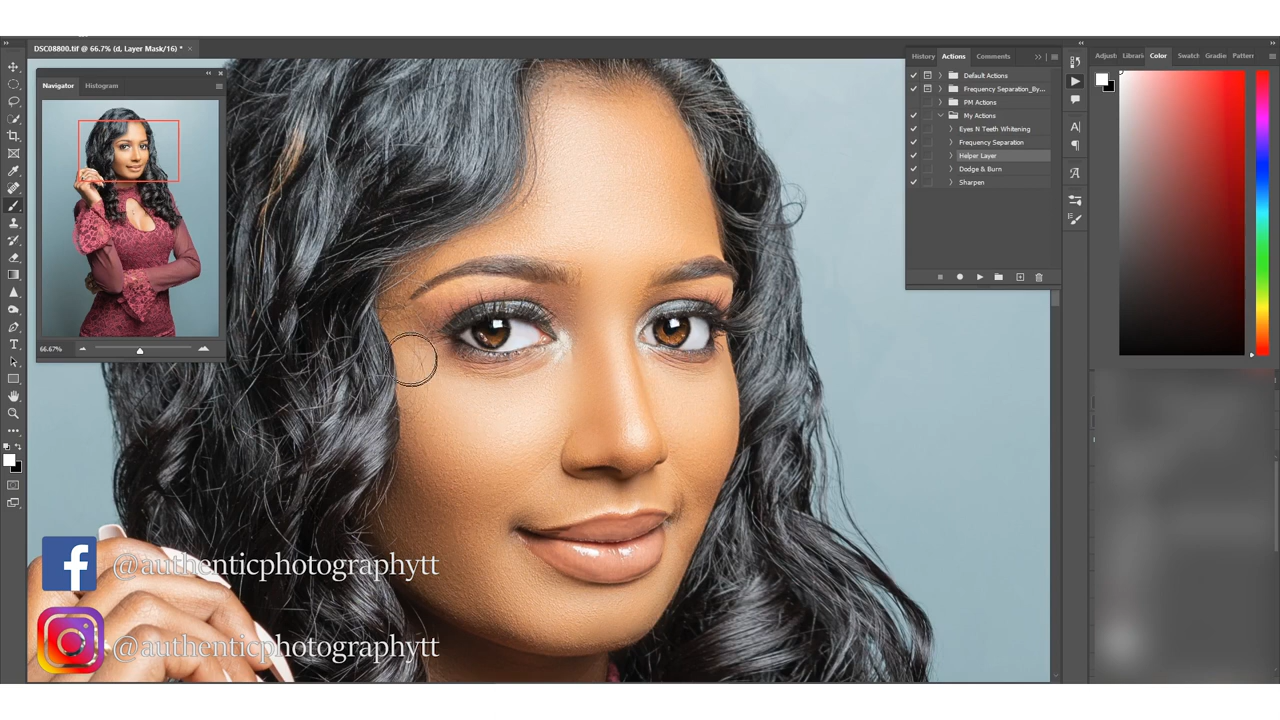 DSC08800.tif @ 66.7% (d, Layer Mask/16) * ×
Navigator Histogram
66.67%
History Actions Comments
Default Actions
Frequency Separation_By...
PM Actions
My Actions
Eyes N Teeth Whitening
Frequency Separation
Helper Layer
Dodge & Burn
Sharpen
Adjust Librari Color Swatch Gradie Pattern
@authenticphotographytt
@authenticphotographytt